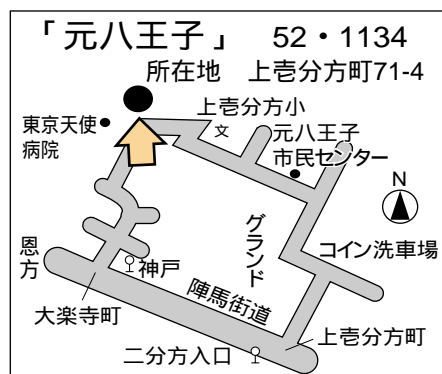 「元八王子」 52・1134
所在地 上壱分方町71-4
上壱分方小
東京天使
病院
文
元八王子
市民センター
N
グランド
コイン洗車場
恩方
神戸
陣馬街道
大楽寺町
上壱分方町
二分方入口